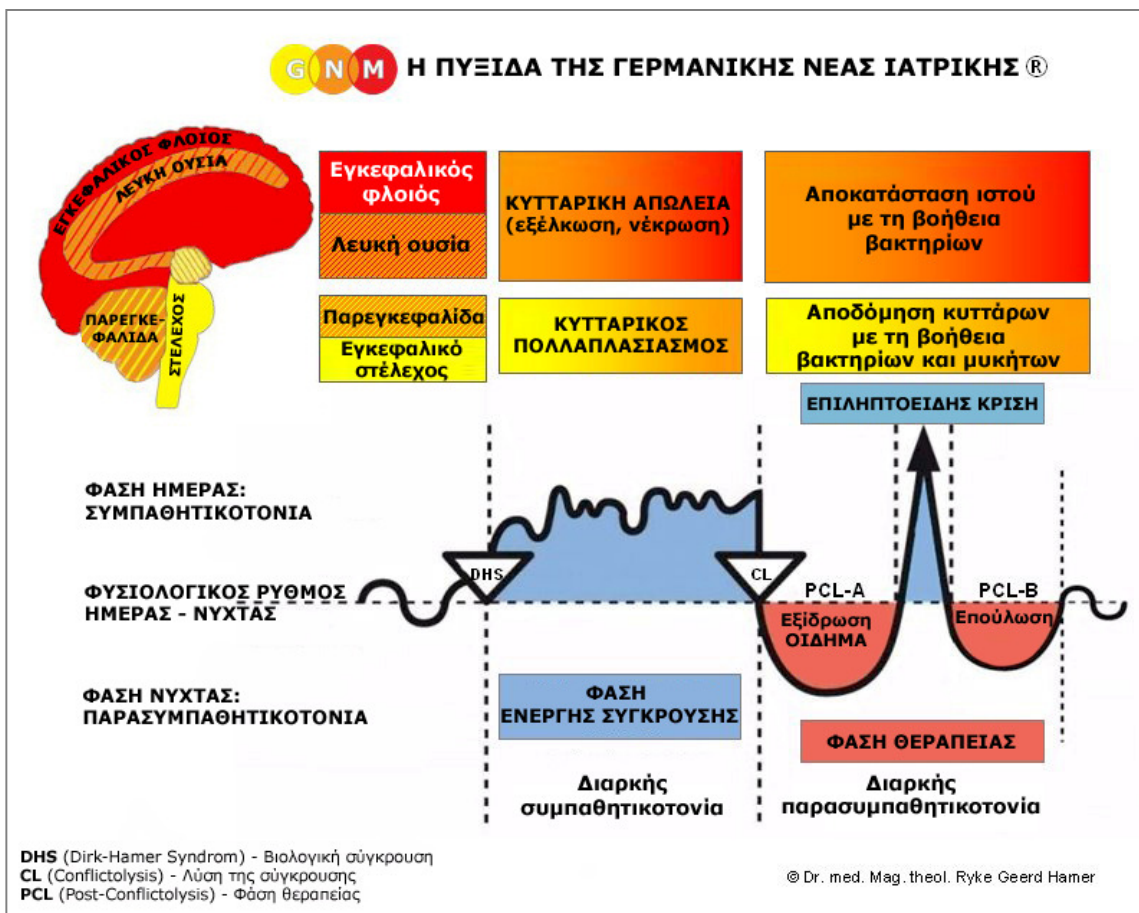 GNM Η ΠΥΞΙΔΑ ΤΗΣ ΓΕΡΜΑΝΙΚΗΣ ΝΕΑΣ ΙΑΤΡΙΚΗΣ ®
ΕΓΚΕΦΑΛΙΚΟΣ ΦΛΟΙΟΣ
ΛΕΥΚΗ ΟΥΣΙΑ
ΠΑΡΕΓΚΕ-
ΦΑΛΙΔΑ
ΣΤΕΛΕΧΟΣ
Εγκεφαλικός
φλοιός
Λευκή ουσία
ΚΥΤΤΑΡΙΚΗ ΑΠΩΛΕΙΑ
(εξέλκωση, νέκρωση)
Αποκατάσταση ιστού
με τη βοήθεια
βακτηρίων
Παρεγκεφαλίδα
Εγκεφαλικό
στέλεχος
ΚΥΤΤΑΡΙΚΟΣ
ΠΟΛΛΑΠΛΑΣΙΑΣΜΟΣ
Αποδόμηση κυττάρων
με τη βοήθεια
βακτηρίων και μυκήτων
ΕΠΙΛΗΠΤΟΕΙΔΗΣ ΚΡΙΣΗ
ΦΑΣΗ ΗΜΕΡΑΣ:
ΣΥΜΠΑΘΗΤΙΚΟΤΟΝΙΑ
ΦΥΣΙΟΛΟΓΙΚΟΣ ΡΥΘΜΟΣ
ΗΜΕΡΑΣ - ΝΥΧΤΑΣ
DHS
CL
PCL-A
Εξίδρωση
ΟΙΔΗΜΑ
PCL-B
Επούλωση
ΦΑΣΗ ΝΥΧΤΑΣ:
ΠΑΡΑΣΥΜΠΑΘΗΤΙΚΟΤΟΝΙΑ
ΦΑΣΗ
ΕΝΕΡΓΗΣ ΣΥΓΚΡΟΥΣΗΣ
ΦΑΣΗ ΘΕΡΑΠΕΙΑΣ
Διαρκής
συμπαθητικοτονία
Διαρκής
παρασυμπαθητικοτονία
DHS (Dirk-Hamer Syndrom) - Βιολογική σύγκρουση
CL (Conflictolysis) - Λύση της σύγκρουσης
PCL (Post-Conflictolysis) - Φάση θεραπείας
© Dr. med. Mag. theol. Ryke Geerd Hamer